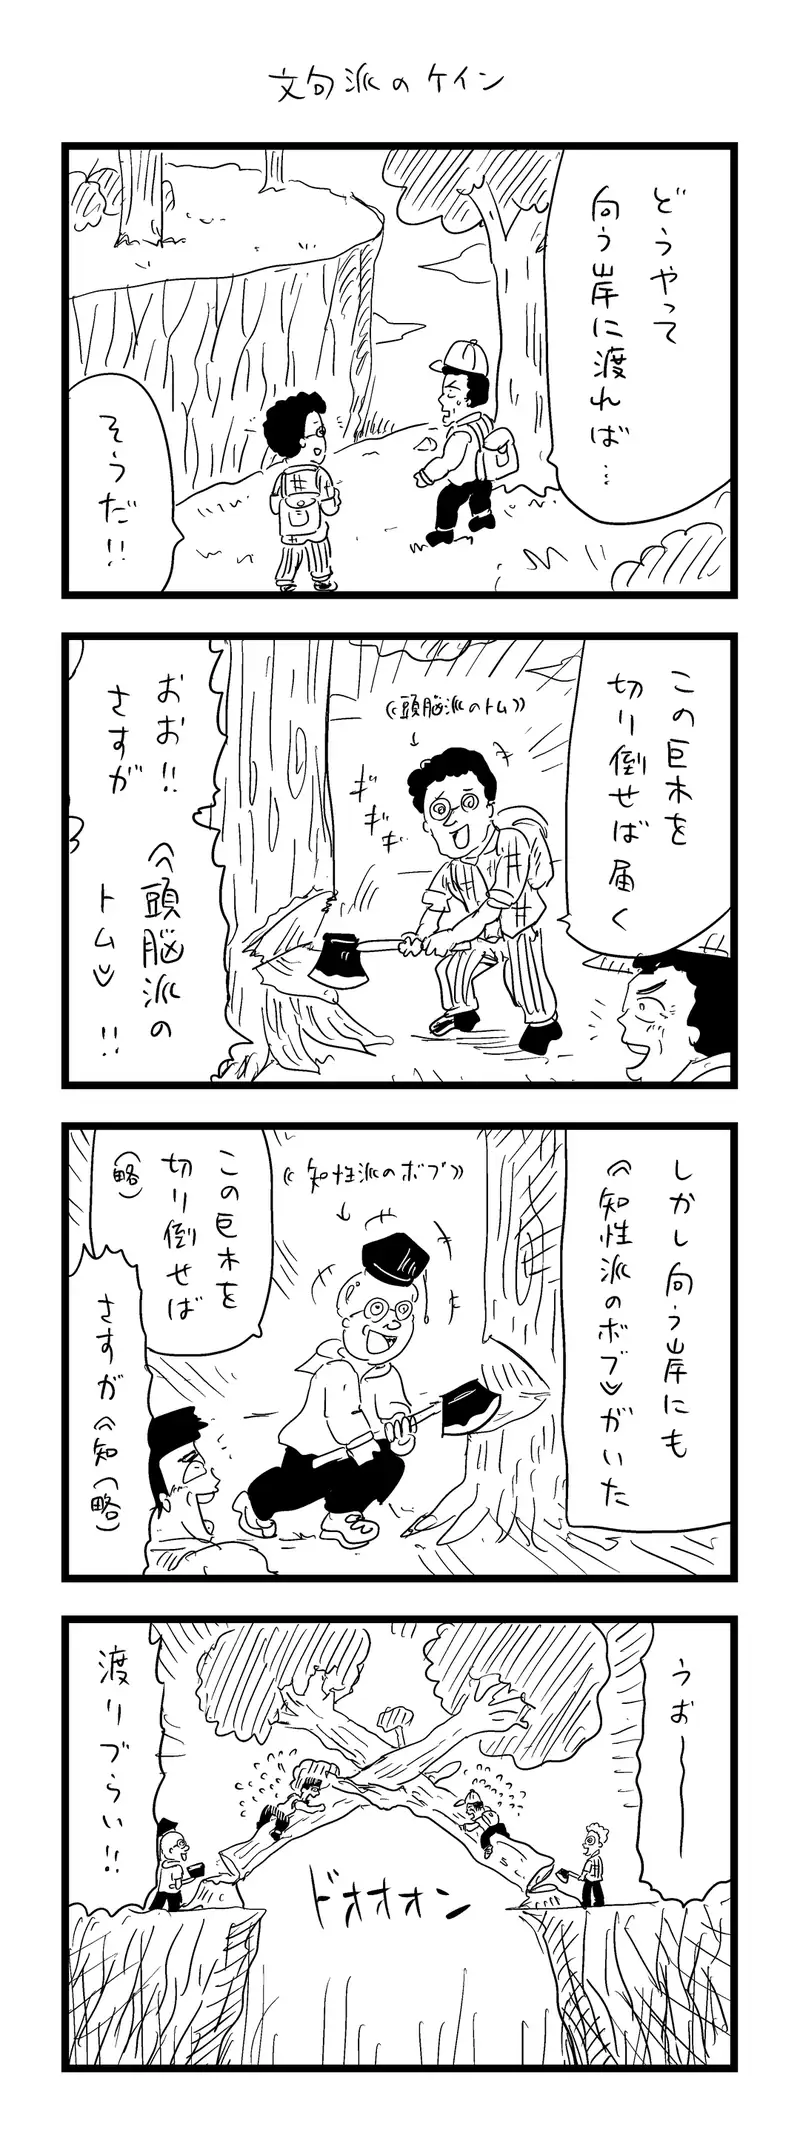 文句派のケイン
どうやって
向う岸に渡れば…
そうだ!!
この巨木を
切り倒せば届く
《頭脳派のトム》
ギギギ
おお!!
さすが
《頭脳派の
トム》!!
しかし向う岸にも
《知性派のボブ》がいた
《知性派のボブ》
この巨木を
切り倒せば
(略)
さすが《知(略)
うおーー
ドオオオン
渡りづらい!!